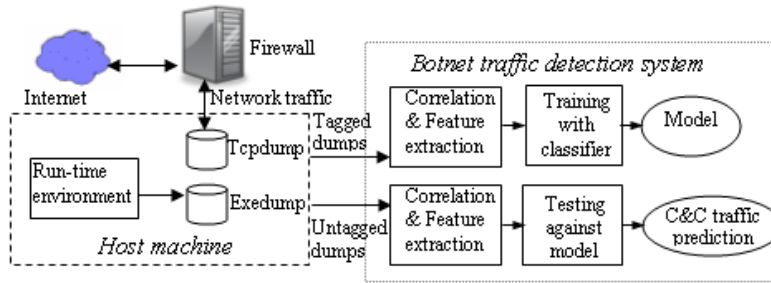 Firewall
Internet
Network traffic
Tcpdump
Run-time
environment
Exedump
Host machine
Tagged
dumps
Untagged
dumps
Botnet traffic detection system
Correlation
& Feature
extraction
Training
with
classifier
Model
Correlation
& Feature
extraction
Testing
against
model
C&C traffic
prediction